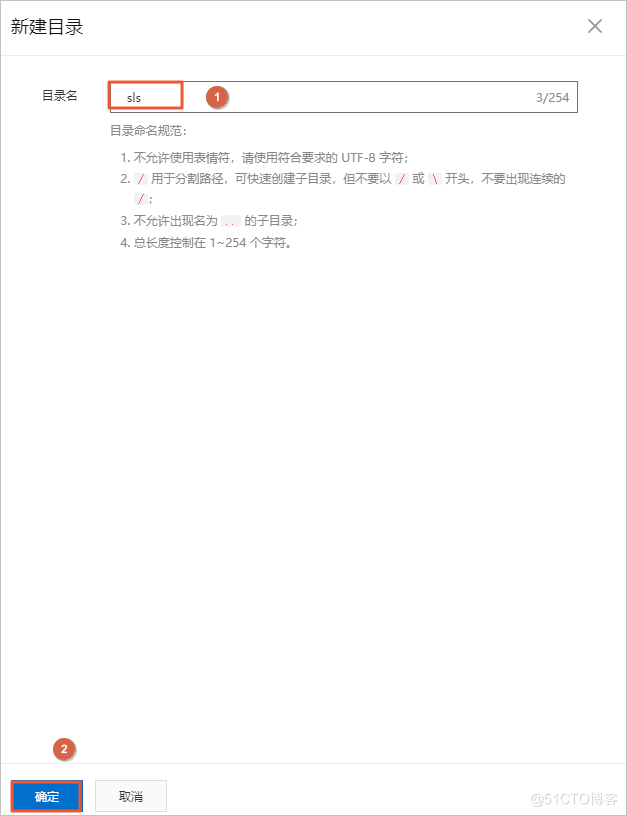 新建目录
目录名
sls
1
3/254
目录命名规范：
1. 不允许使用表情符，请使用符合要求的 UTF-8 字符；
2. / 用于分割路径，可快速创建子目录，但不要以 / 或 \ 开头，不要出现连续的
/ ；
3. 不允许出现名为 .. 的子目录；
4. 总长度控制在 1~254 个字符。
2
确定
取消
@51CTO博客